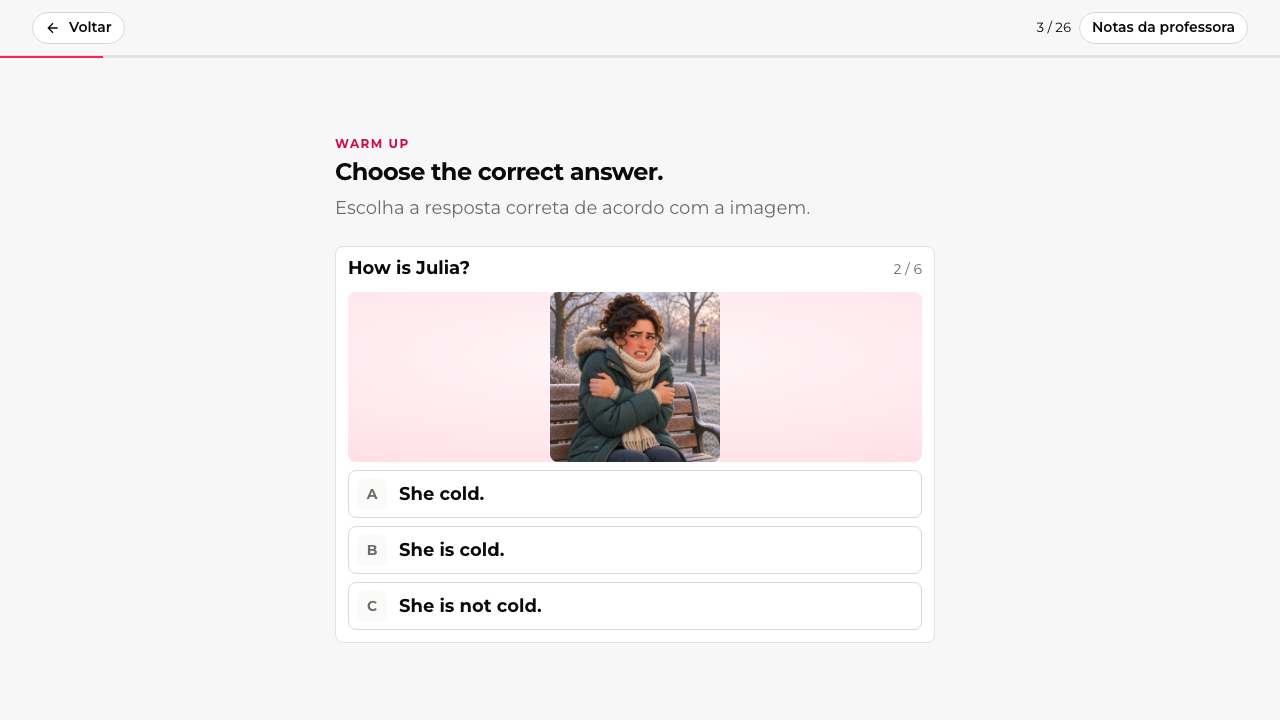 Voltar
3 / 26
Notas da professora
WARM UP
Choose the correct answer.
Escolha a resposta correta de acordo com a imagem.
How is Julia?
2 / 6
A She cold.
B She is cold.
C She is not cold.